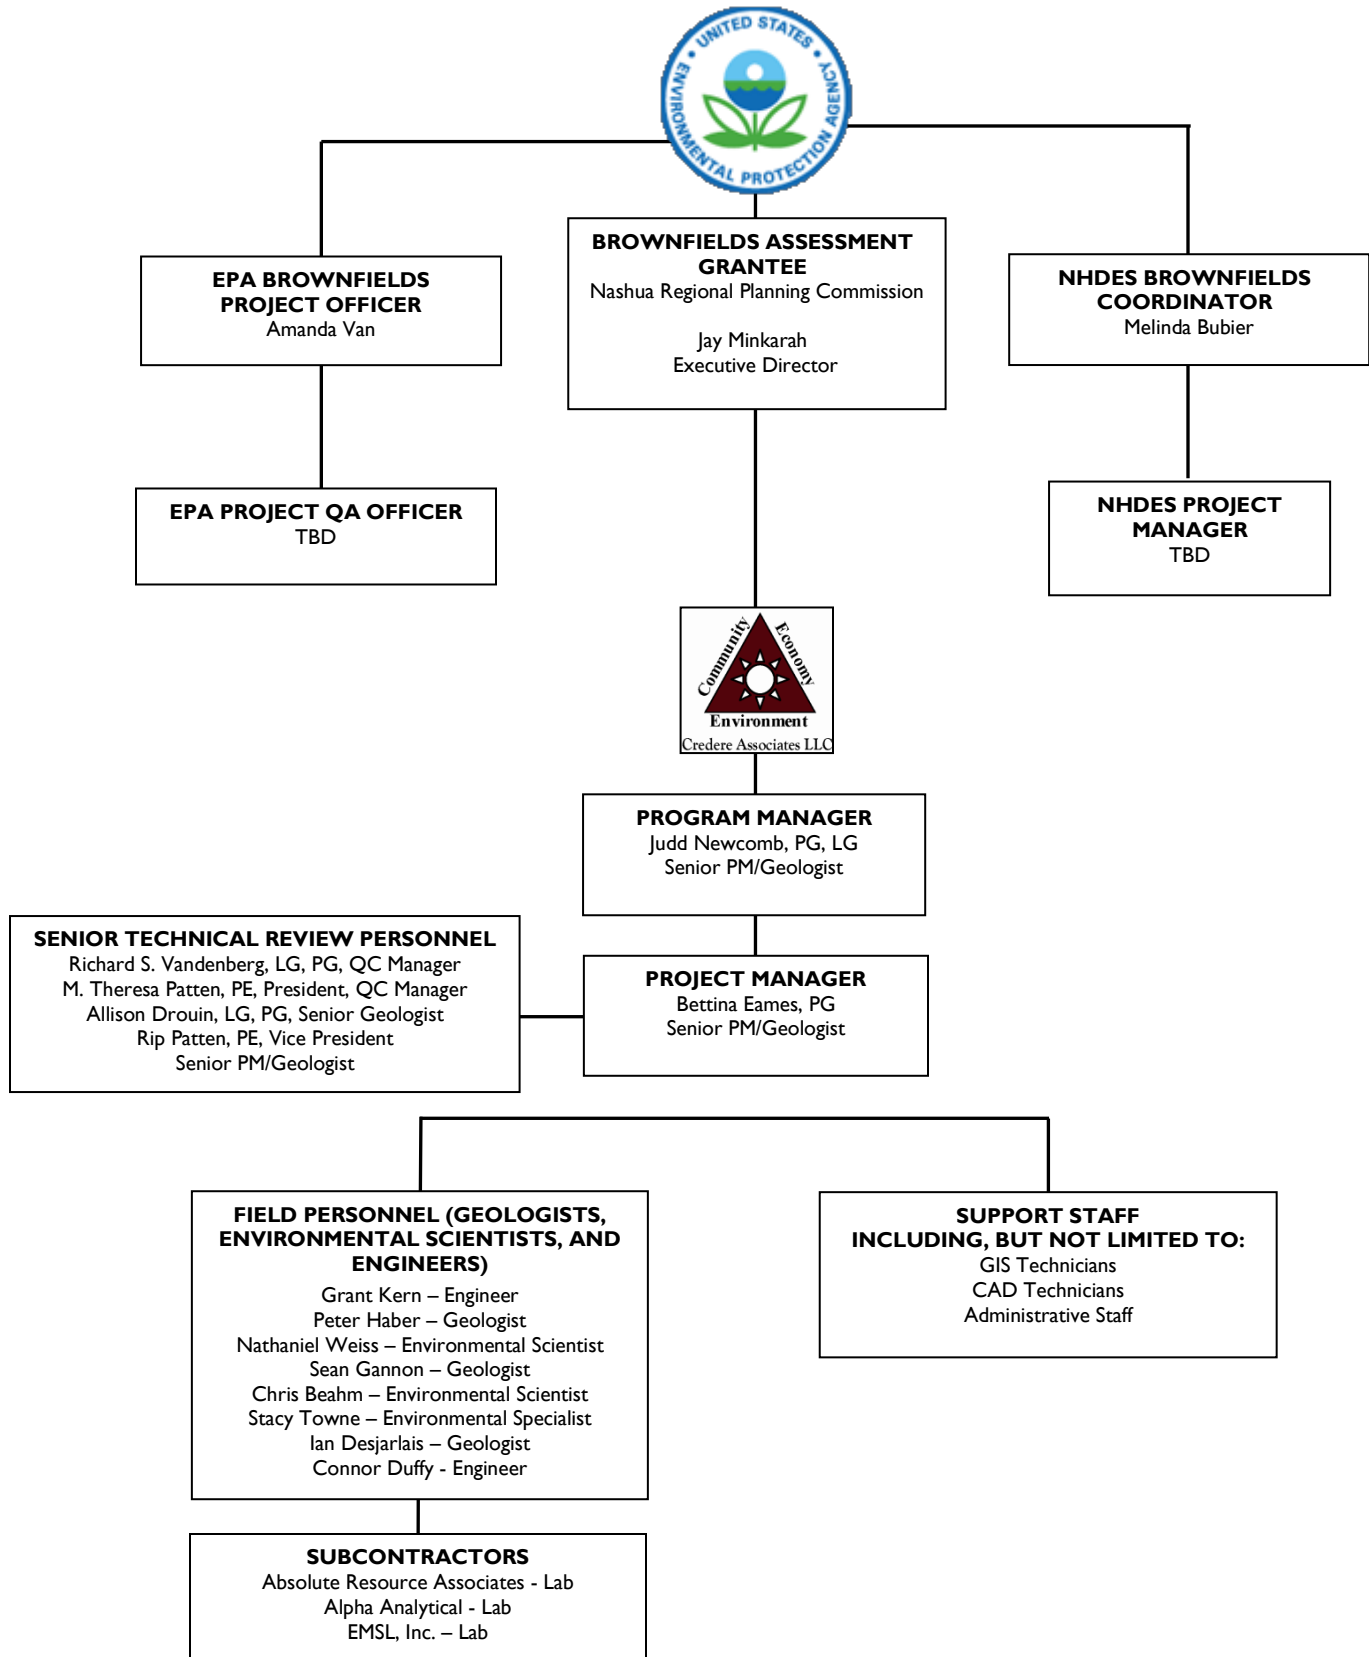 UNITED STATES
ENVIRONMENTAL PROTECTION AGENCY
BROWNFIELDS ASSESSMENT
GRANTEE
Nashua Regional Planning Commission
Jay Minkarah
Executive Director
EPA BROWNFIELDS
PROJECT OFFICER
Amanda Van
NHDES BROWNFIELDS
COORDINATOR
Melinda Bubier
EPA PROJECT QA OFFICER
TBD
NHDES PROJECT
MANAGER
TBD
Community
Economy
Environment
Credere Associates LLC
PROGRAM MANAGER
Judd Newcomb, PG, LG
Senior PM/Geologist
SENIOR TECHNICAL REVIEW PERSONNEL
Richard S. Vandenberg, LG, PG, QC Manager
M. Theresa Patten, PE, President, QC Manager
Allison Drouin, LG, PG, Senior Geologist
Rip Patten, PE, Vice President
Senior PM/Geologist
PROJECT MANAGER
Bettina Eames, PG
Senior PM/Geologist
FIELD PERSONNEL (GEOLOGISTS,
ENVIRONMENTAL SCIENTISTS, AND
ENGINEERS)
Grant Kern – Engineer
Peter Haber – Geologist
Nathaniel Weiss – Environmental Scientist
Sean Gannon – Geologist
Chris Beahm – Environmental Scientist
Stacy Towne – Environmental Specialist
Ian Desjarlais – Geologist
Connor Duffy - Engineer
SUPPORT STAFF
INCLUDING, BUT NOT LIMITED TO:
GIS Technicians
CAD Technicians
Administrative Staff
SUBCONTRACTORS
Absolute Resource Associates - Lab
Alpha Analytical - Lab
EMSL, Inc. – Lab